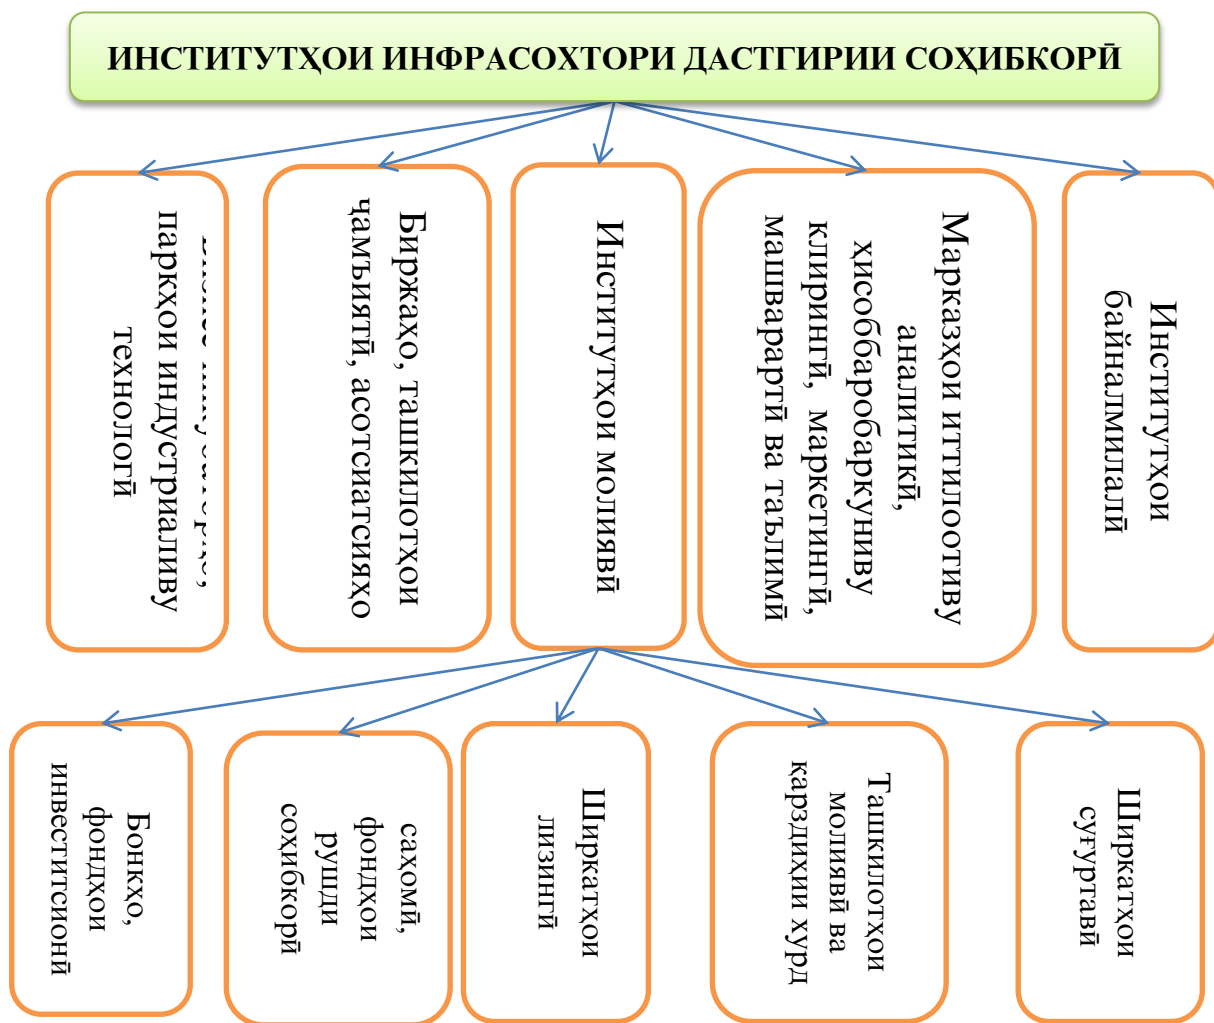 ИНСТИТУТҲОИ ИНФРАСОХТОРИ ДАСТГИРИИ СОҲИБКОРӢ
паркҳои индустриаливу
технологӣ
Биржаҳо, ташкилотҳои
ҷамъиятӣ, асотсиатсияҳо
Институтҳои молиявӣ
Марказҳои иттилоотиву
аналитикӣ,
ҳисоббаробаркуниву
клирингӣ, маркетингӣ,
машварартӣ ва таълимӣ
Институтҳои
байналмилалӣ
Бонкҳо,
фондҳои
инвеститсионӣ
саҳомӣ,
фондҳои
рушди
соҳибкорӣ
Ширкатҳои
лизингӣ
Ташкилотҳои
молиявӣ ва
қарздиҳии хурд
Ширкатҳои
суғуртавӣ